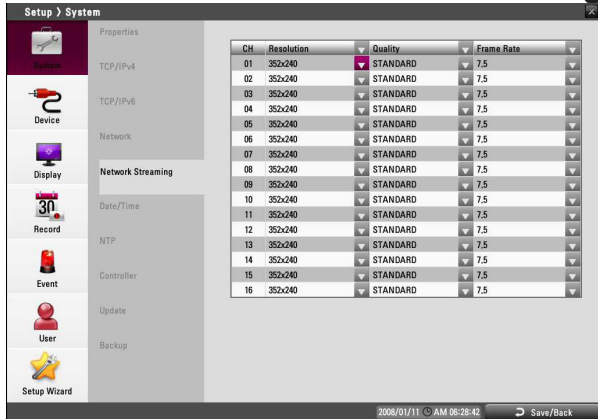 Setup > System
System
Device
Display
30
Record
Event
User
Setup Wizard
Properties
TCP/IPv4
TCP/IPv6
Network
Network Streaming
Date/Time
NTP
Controller
Update
Backup
CH Resolution Quality Frame Rate
01 352x240 STANDARD 7,5
02 352x240 STANDARD 7,5
03 352x240 STANDARD 7,5
04 352x240 STANDARD 7,5
05 352x240 STANDARD 7,5
06 352x240 STANDARD 7,5
07 352x240 STANDARD 7,5
08 352x240 STANDARD 7,5
09 352x240 STANDARD 7,5
10 352x240 STANDARD 7,5
11 352x240 STANDARD 7,5
12 352x240 STANDARD 7,5
13 352x240 STANDARD 7,5
14 352x240 STANDARD 7,5
15 352x240 STANDARD 7,5
16 352x240 STANDARD 7,5
2008/01/11 AM 06:28:42 Save/Back